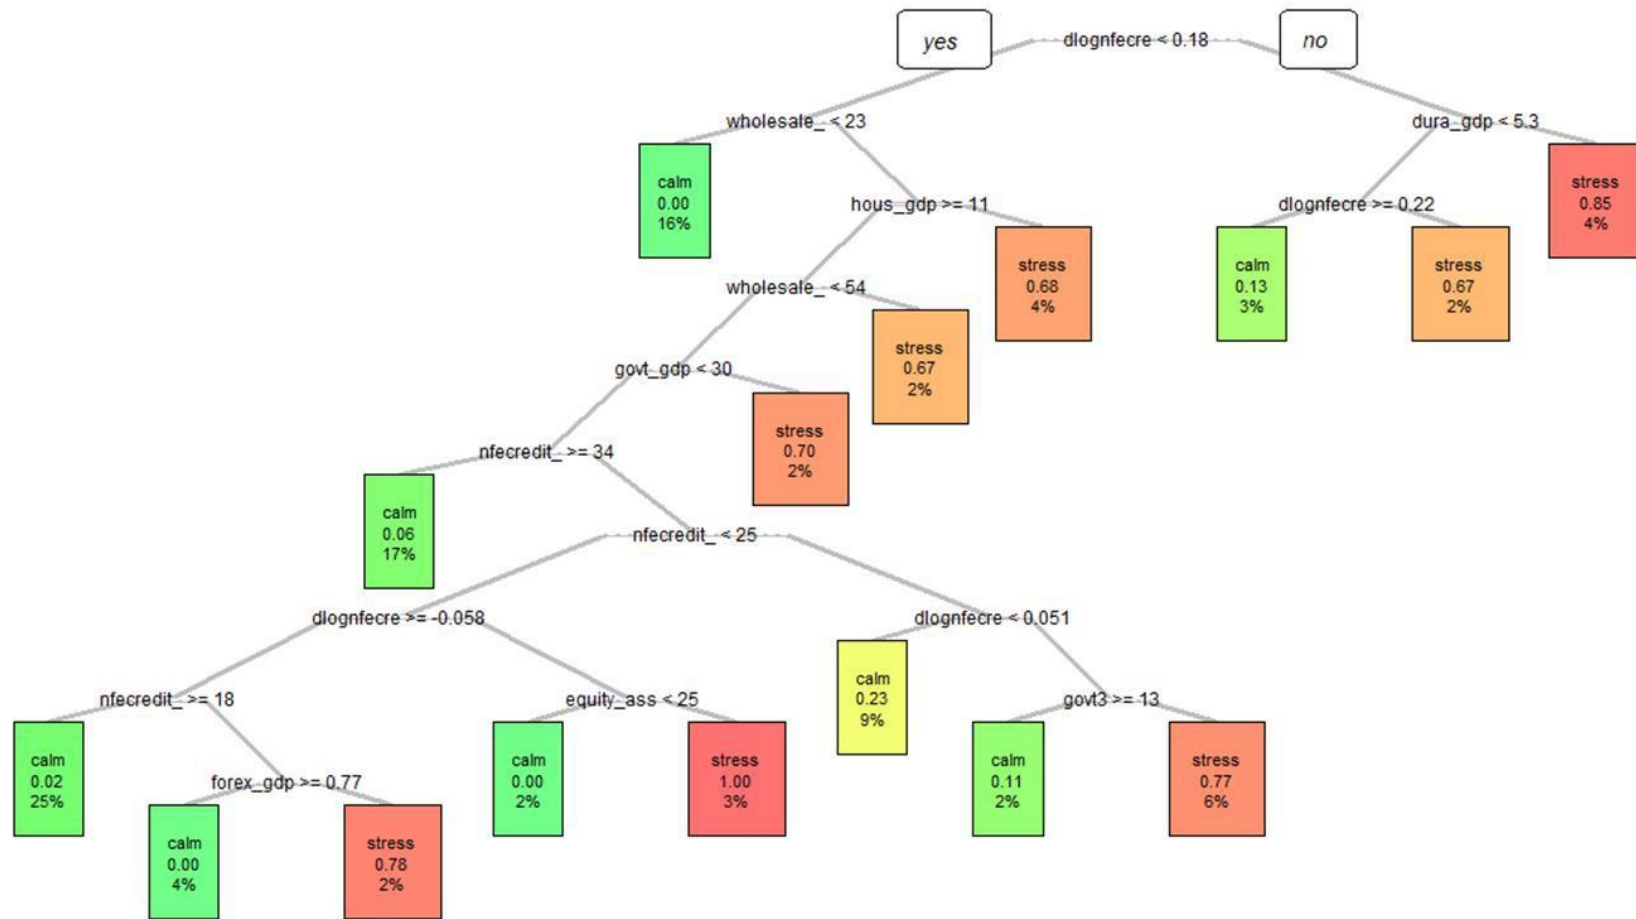 yes
dlognfecre < 0.18
no
wholesale_ < 23
dura_gdp < 5.3
calm
0.00
16%
hous_gdp >= 11
dlognfecre >= 0.22
stress
0.85
4%
wholesale_ < 54
stress
0.68
4%
calm
0.13
3%
stress
0.67
2%
govt_gdp < 30
stress
0.67
2%
nfecredit_ >= 34
stress
0.70
2%
calm
0.06
17%
nfecredit_ < 25
dlognfecre >= -0.058
dlognfecre < 0.051
nfecredit_ >= 18
equity_ass < 25
calm
0.23
9%
govt3 >= 13
calm
0.02
25%
forex_gdp >= 0.77
calm
0.00
2%
stress
1.00
3%
calm
0.11
2%
stress
0.77
6%
calm
0.00
4%
stress
0.78
2%